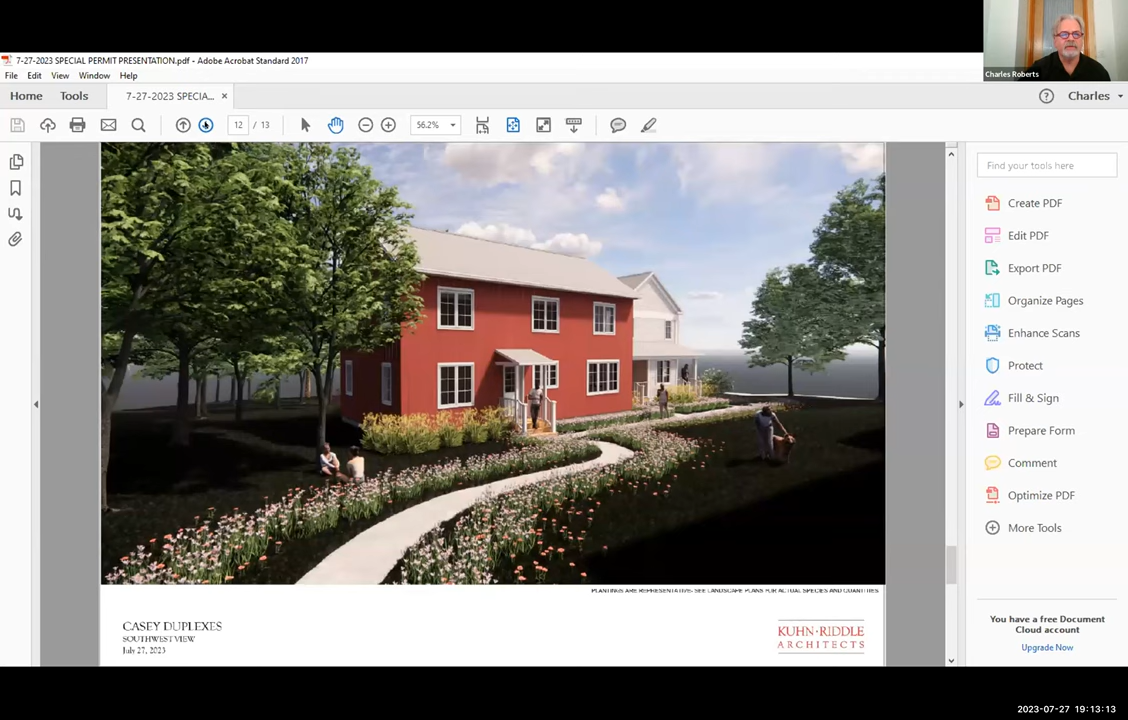 7-27-2023 SPECIAL PERMIT PRESENTATION.pdf - Adobe Acrobat Standard 2017
File Edit View Window Help
Charles Roberts
Home Tools 7-27-2023 SPECIA... × Charles
12 / 13 56.2%
Find your tools here
Create PDF
Edit PDF
Export PDF
Organize Pages
Enhance Scans
Protect
Fill & Sign
Prepare Form
Comment
Optimize PDF
More Tools
PLANTINGS ARE REPRESENTATIVE- SEE LANDSCAPE PLANS FOR ACTUAL SPECIES AND QUANTITIES
CASEY DUPLEXES
SOUTHWEST VIEW
July 27, 2023
KUHN·RIDDLE
ARCHITECTS
You have a free Document
Cloud account
Upgrade Now
2023-07-27 19:13:13